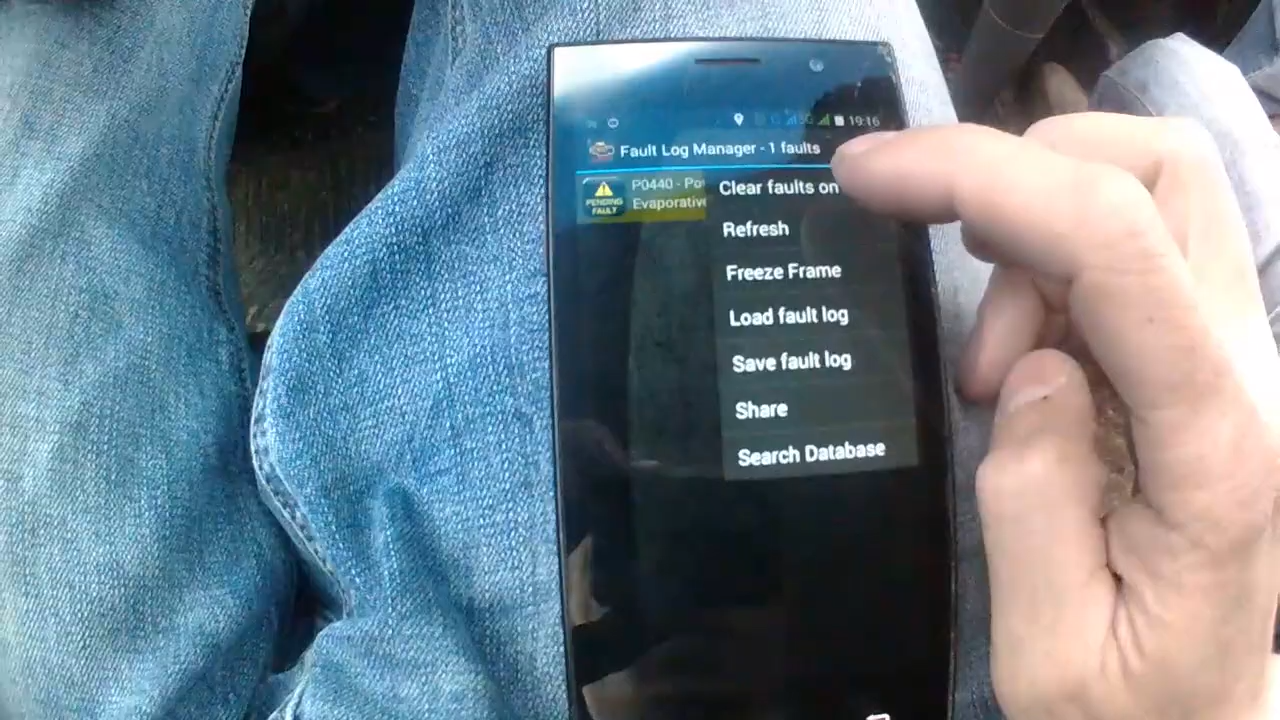 19:16
Fault Log Manager - 1 faults
PENDING
FAULT
P0440 -
Evaporative
Clear faults on
Refresh
Freeze Frame
Load fault log
Save fault log
Share
Search Database